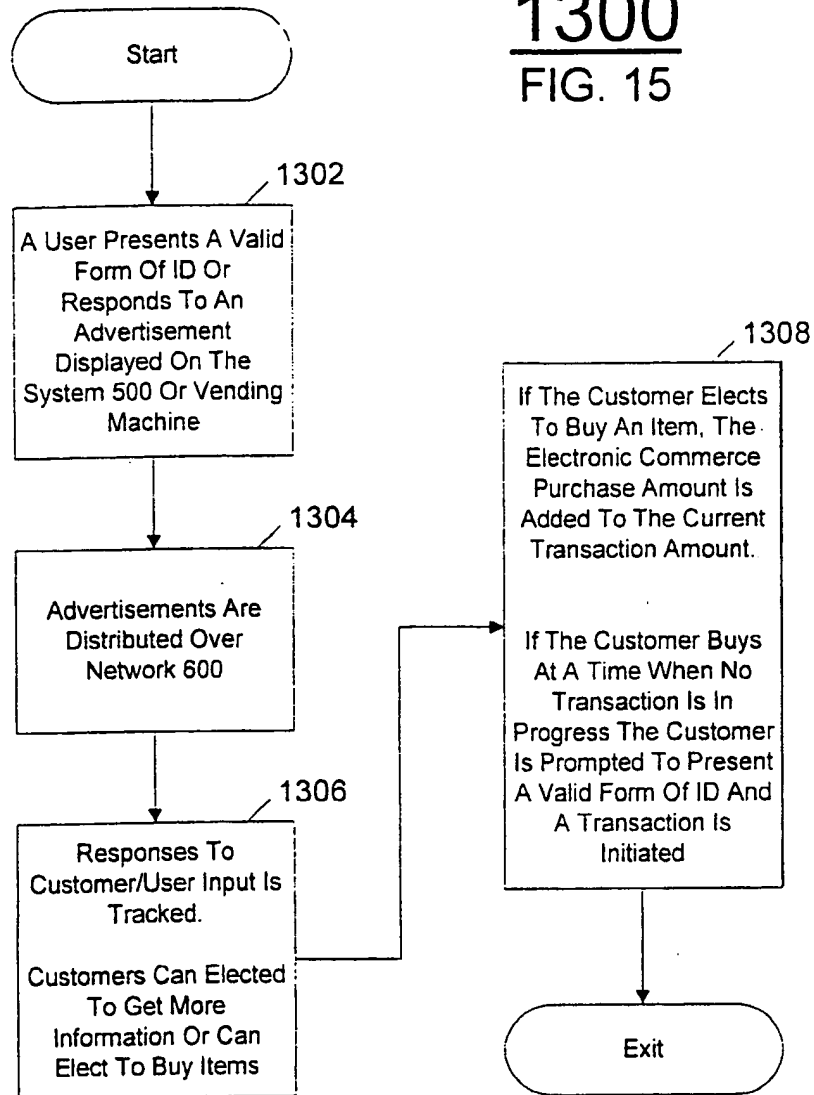 1300
FIG. 15
Start
1302
A User Presents A Valid
Form Of ID Or
Responds To An
Advertisement
Displayed On The
System 500 Or Vending
Machine
1304
Advertisements Are
Distributed Over
Network 600
1306
Responses To
Customer/User Input Is
Tracked.
Customers Can Elected
To Get More
Information Or Can
Elect To Buy Items
1308
If The Customer Elects
To Buy An Item, The
Electronic Commerce
Purchase Amount Is
Added To The Current
Transaction Amount.
If The Customer Buys
At A Time When No
Transaction Is In
Progress The Customer
Is Prompted To Present
A Valid Form Of ID And
A Transaction Is
Initiated
Exit